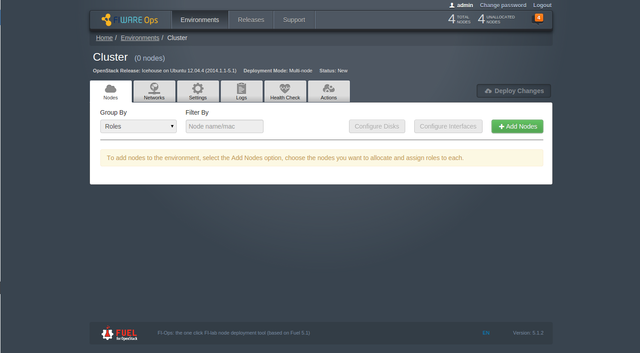 admin Change password Logout
FIWARE Ops Environments Releases Support 4 TOTAL NODES 4 UNALLOCATED NODES 4
Home / Environments / Cluster
Cluster (0 nodes)
OpenStack Release: Icehouse on Ubuntu 12.04.4 (2014.1.1-5.1) Deployment Mode: Multi-node Status: New
Nodes Networks Settings Logs Health Check Actions Deploy Changes
Group By Filter By
Roles Node name/mac Configure Disks Configure Interfaces Add Nodes
To add nodes to the environment, select the Add Nodes option, choose the nodes you want to allocate and assign roles to each.
FUEL for OpenStack FI-Ops: the one click FI-lab node deployment tool (based on Fuel 5.1) EN Version: 5.1.2